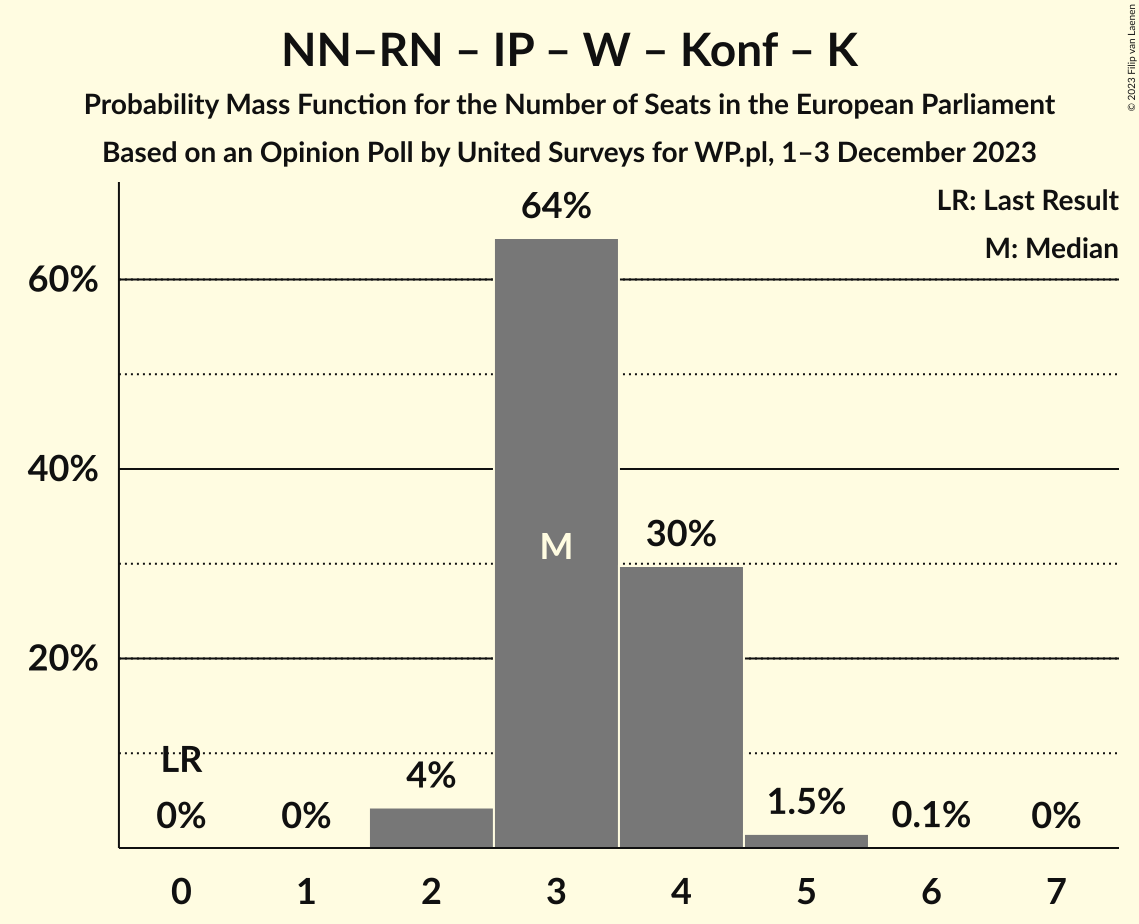 NN–RN – IP – W – Konf – K
Probability Mass Function for the Number of Seats in the European Parliament
Based on an Opinion Poll by United Surveys for WP.pl, 1–3 December 2023
© 2023 Filip van Laenen
LR: Last Result
M: Median
64%
60%
40%
M
30%
20%
LR
4%
0%
0%
1.5%
0.1%
0%
0 1 2 3 4 5 6 7